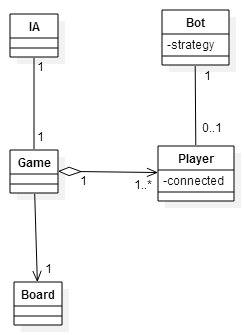 IA
Bot
-strategy
1
1
1
0..1
Game
1
1..*
Player
-connected
1
Board